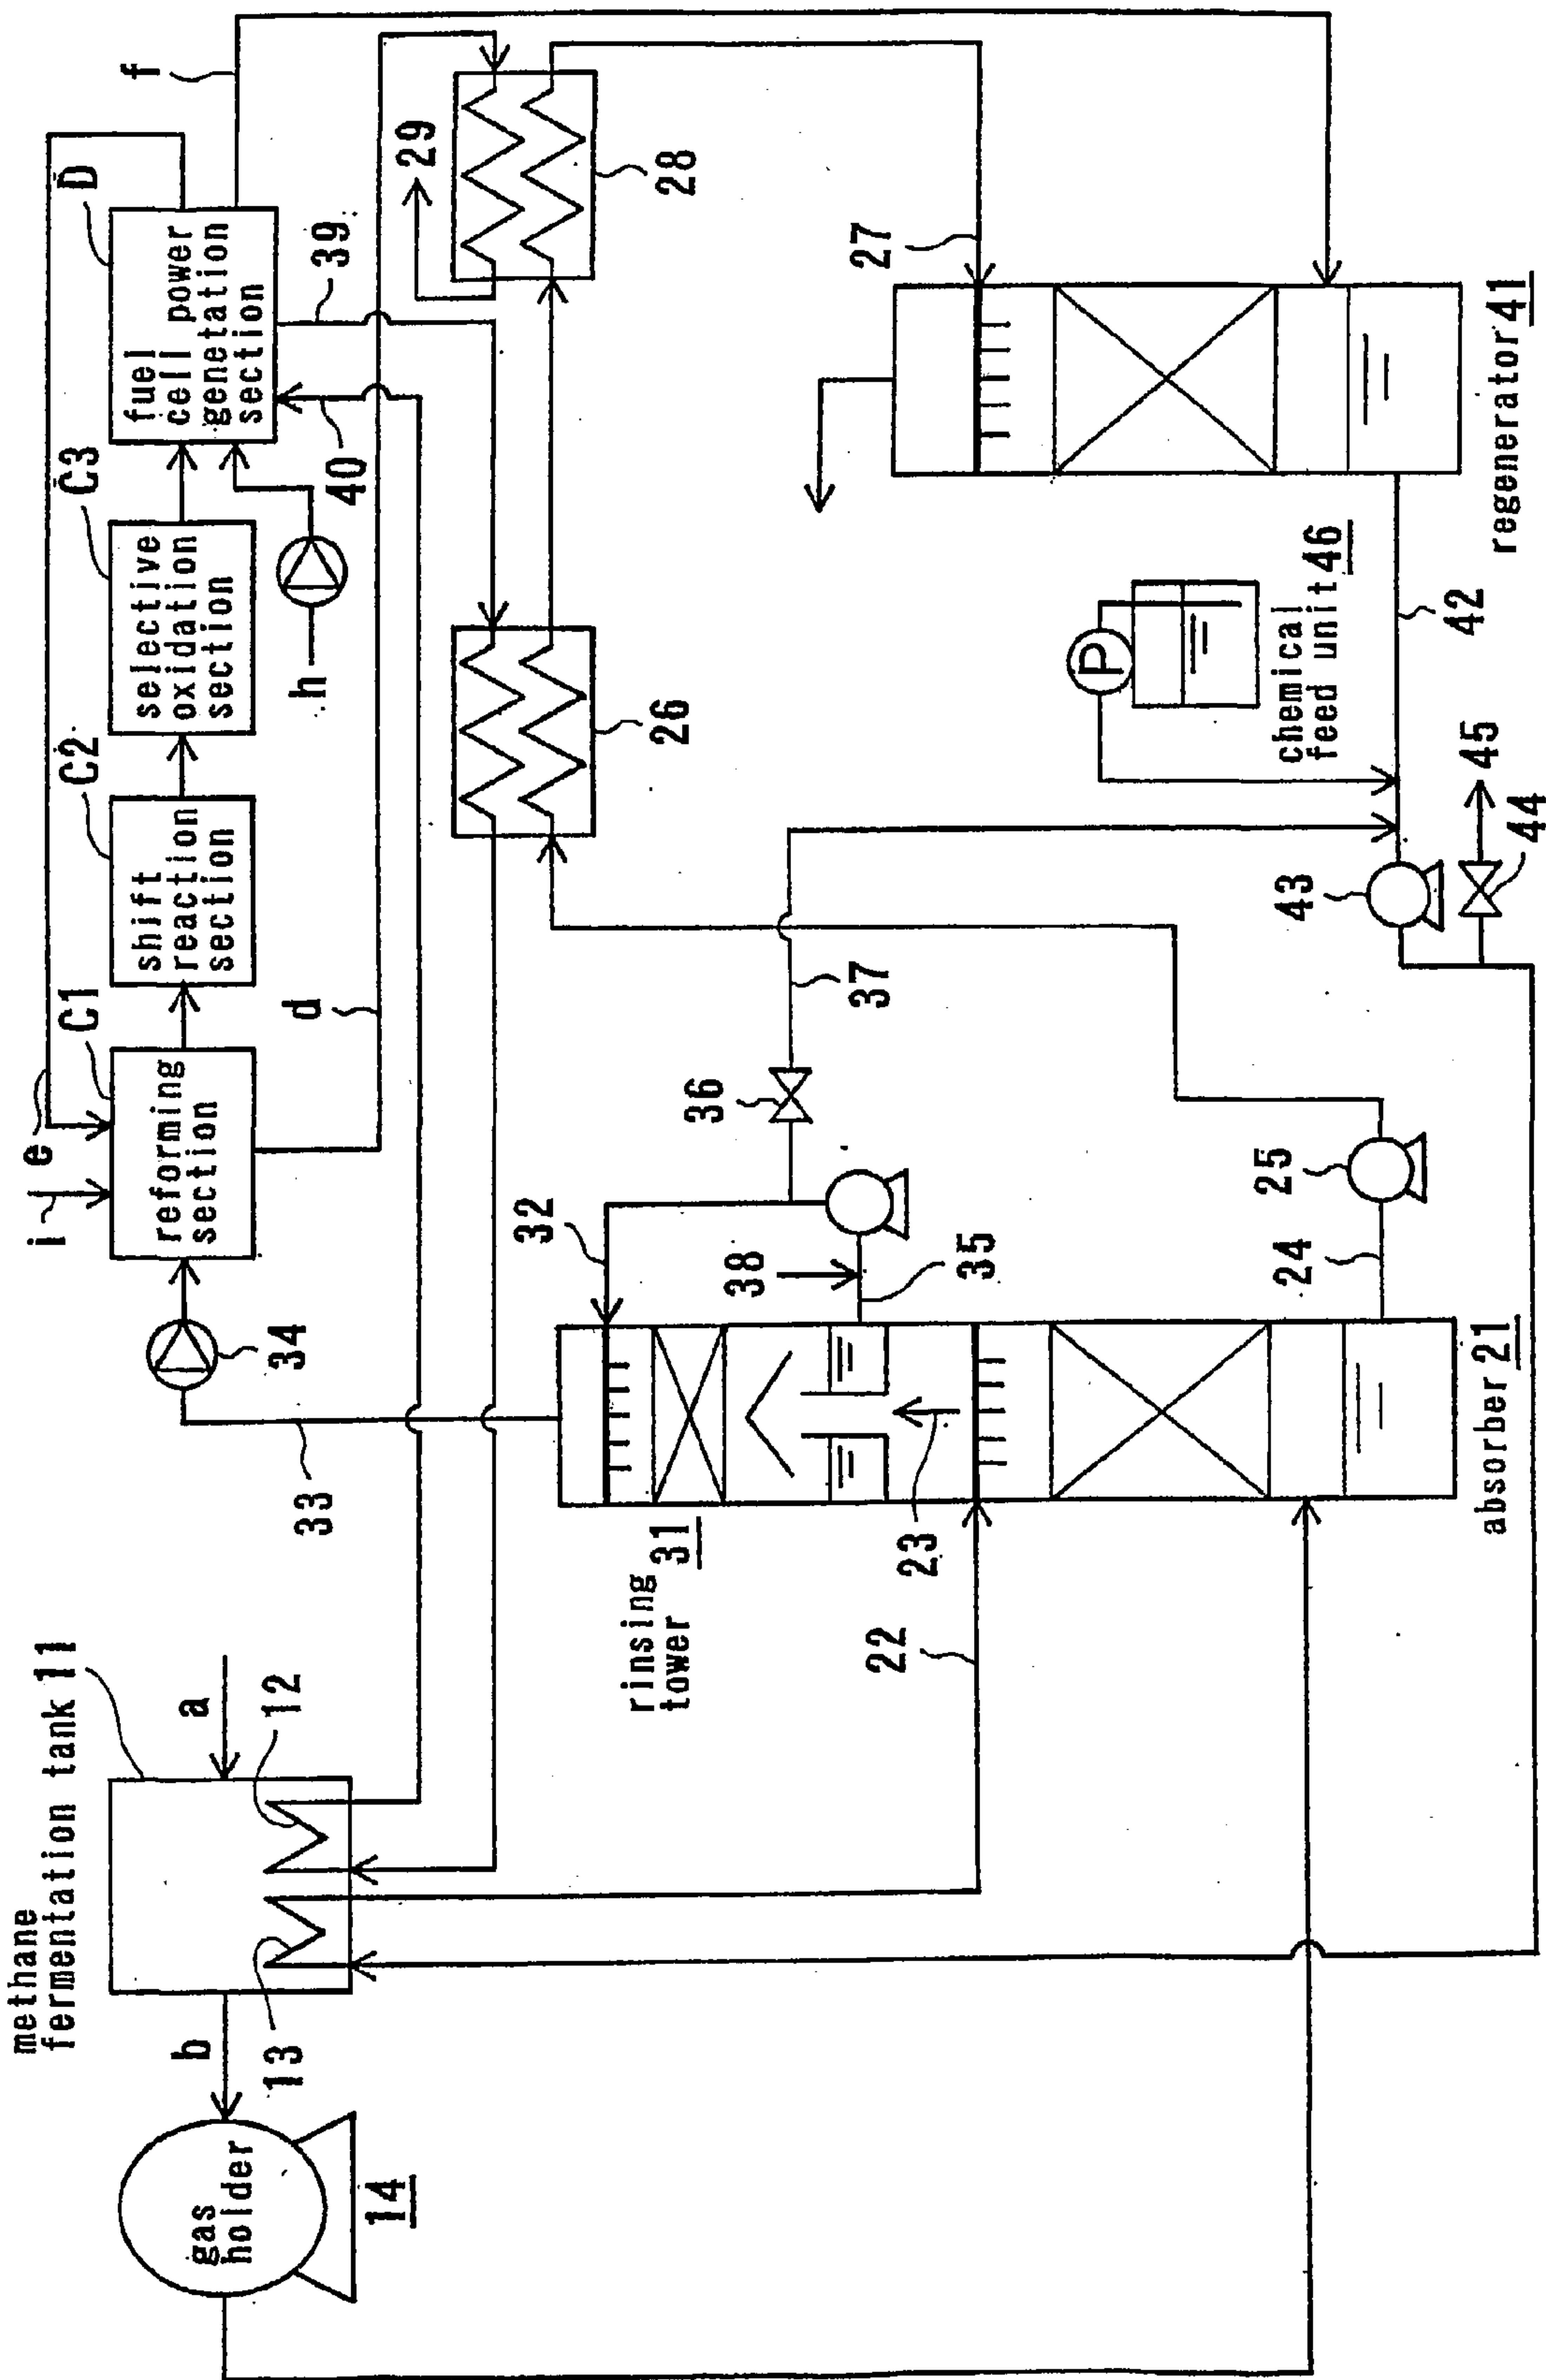 methane
fermentation tank 11
a
12
13
b
gas
holder
14
i
e
C1
reforming
section
C2
shift
reaction
section
C3
selective
oxidation
section
D
fuel
cell power
genetation
section
f
h
40
39
d
34
33
26
28
29
rinsing
tower 31
32
38
35
36
37
22
23
24
25
27
absorber 21
regenerator 41
chemical
feed unit 46
P
42
43
44
45